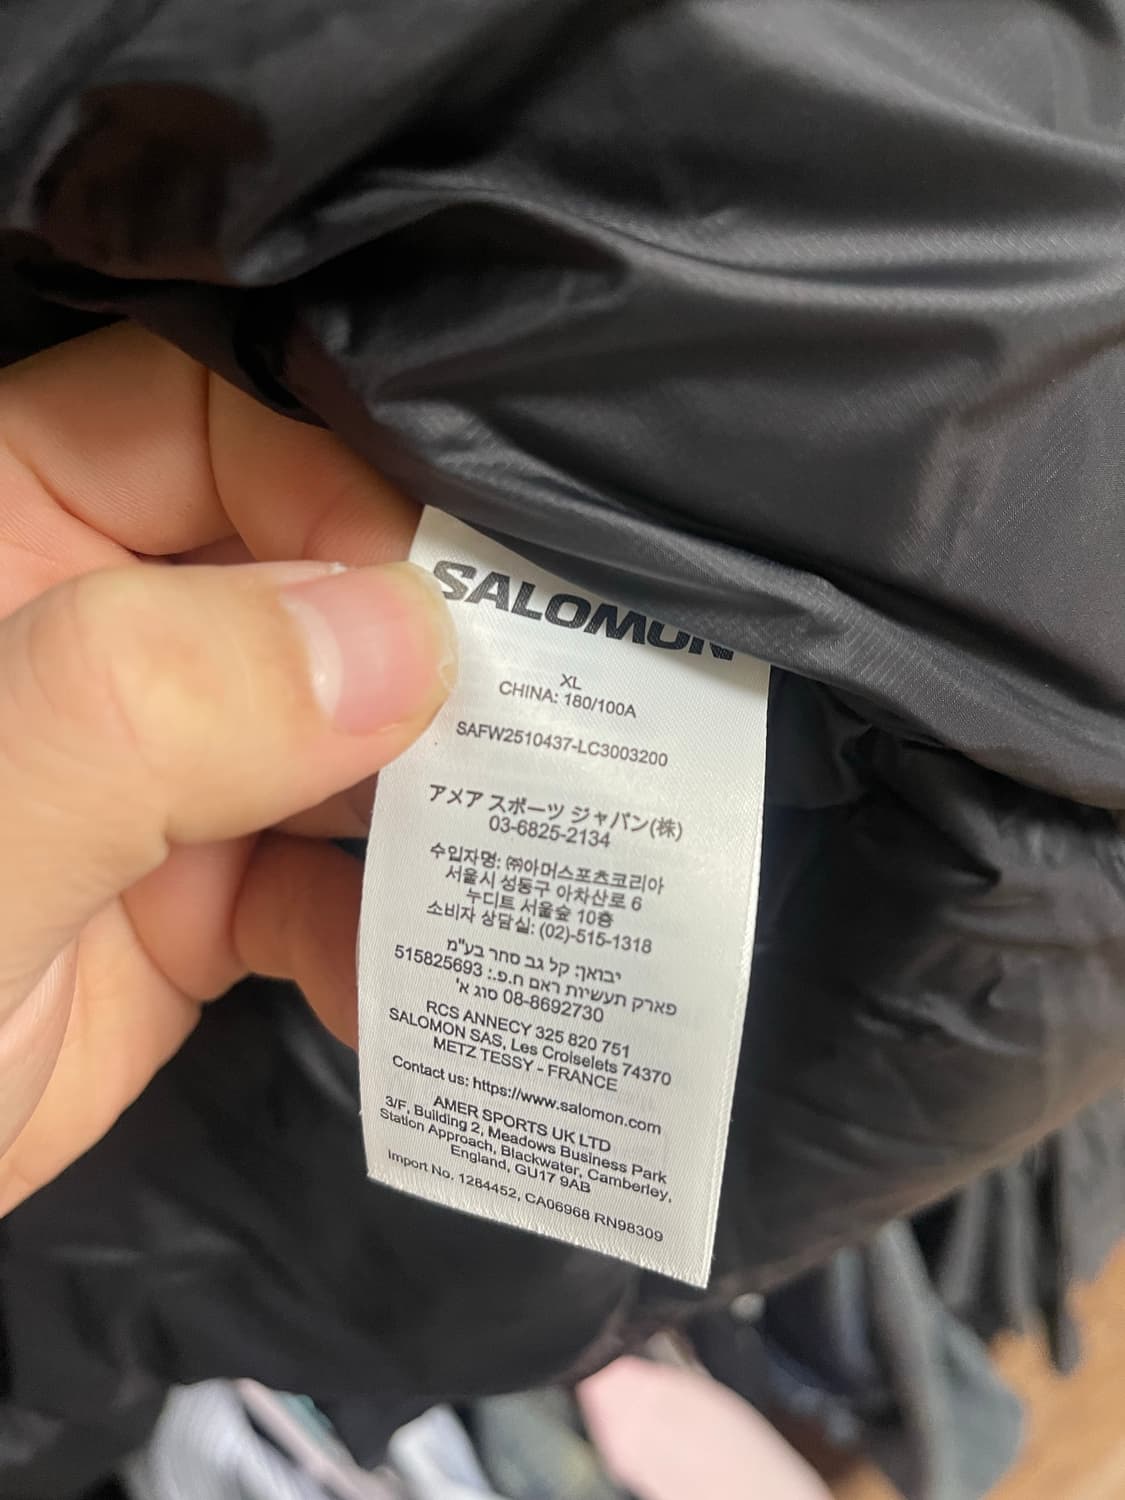 SALOMON
XL
CHINA: 180/100A
SAFW2510437-LC3003200
アメア スポーツ ジャパン(株)
03-6825-2134
수입자명: ㈜아머스포츠코리아
서울시 성동구 아차산로 6
누디트 서울숲 10층
소비자 상담실: (02)-515-1318
יבואן: קל גב סחר בע"מ
פארק תעשיות ראם ח.פ.: 515825693
08-8692730 סוג א'
RCS ANNECY 325 820 751
SALOMON SAS, Les Croiselets 74370
METZ TESSY - FRANCE
Contact us: https://www.salomon.com
AMER SPORTS UK LTD
3/F, Building 2, Meadows Business Park
Station Approach, Blackwater, Camberley,
England, GU17 9AB
Import No. 1284452, CA06968 RN98309